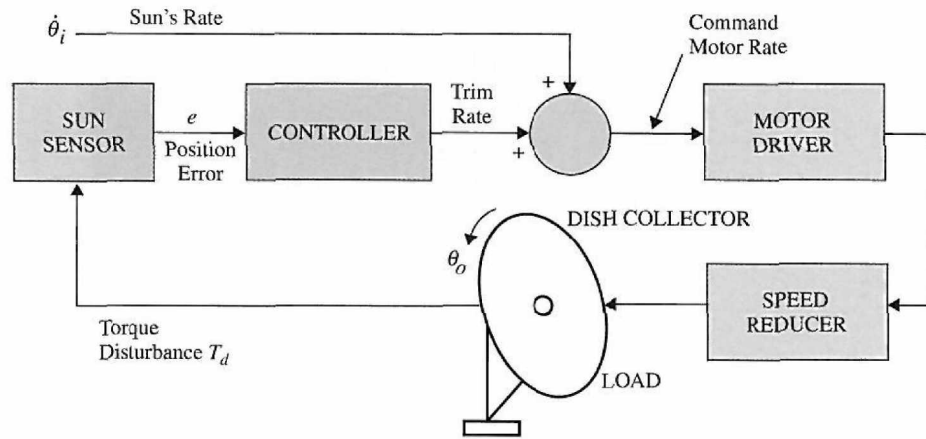 θ̇ᵢ
Sun's Rate
Command
Motor Rate
+
Trim
Rate
SUN
SENSOR
e
Position
Error
CONTROLLER
+
MOTOR
DRIVER
DISH COLLECTOR
θₒ
SPEED
REDUCER
Torque
Disturbance T_d
LOAD